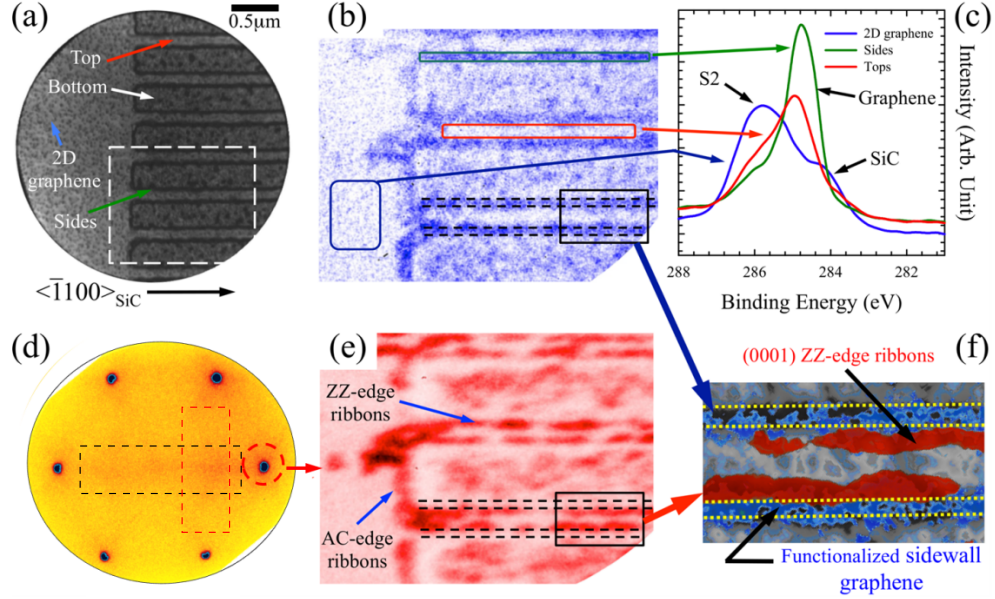 (a)
0.5μm
Top
Bottom
2D
graphene
Sides
<1̅100>SiC
(b)
(c)
2D graphene
Sides
Tops
S2
Graphene
SiC
Intensity (Arb. Unit)
288
286
284
282
Binding Energy (eV)
(d)
(e)
ZZ-edge
ribbons
AC-edge
ribbons
(f)
(0001) ZZ-edge ribbons
Functionalized sidewall
graphene